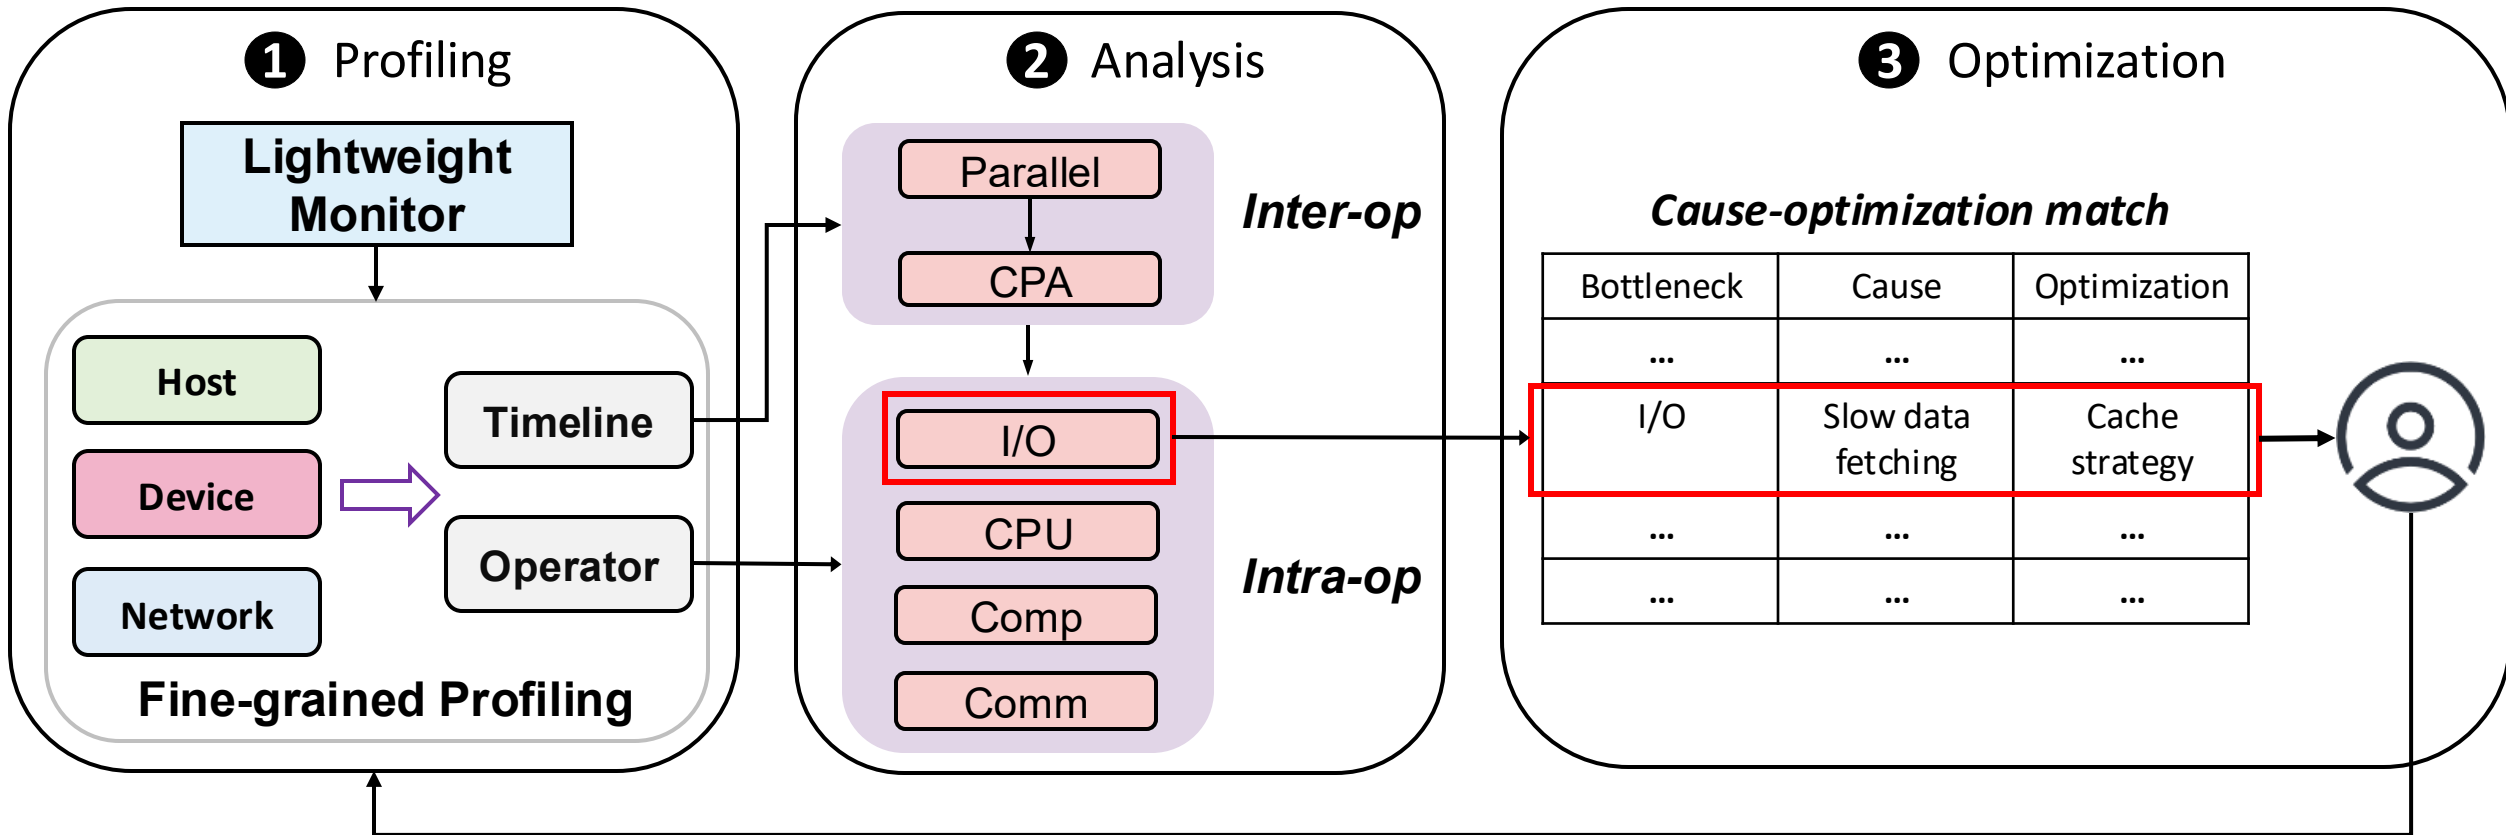 1 Profiling
Lightweight
Monitor
Host
Device
Network
Timeline
Operator
Fine-grained Profiling
2 Analysis
Parallel
CPA
Inter-op
I/O
CPU
Comp
Comm
Intra-op
3 Optimization
Cause-optimization match
Bottleneck Cause Optimization
... ... ...
I/O Slow data Cache
fetching strategy
... ... ...
... ... ...